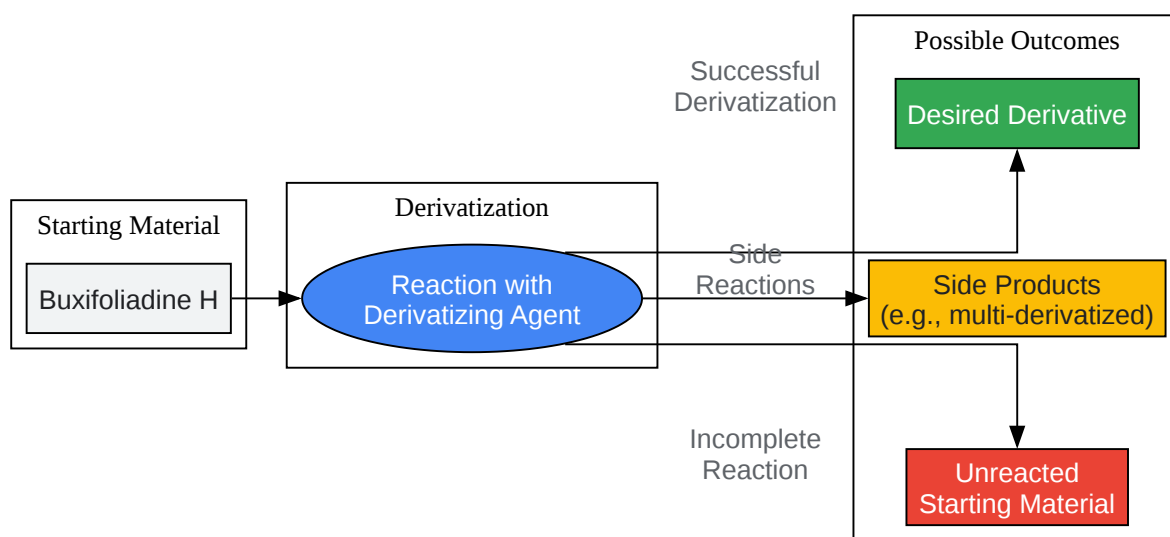 Starting Material
Buxifoliadine H
Derivatization
Reaction with
Derivatizing Agent
Successful
Derivatization
Side
Reactions
Incomplete
Reaction
Possible Outcomes
Desired Derivative
Side Products
(e.g., multi-derivatized)
Unreacted
Starting Material